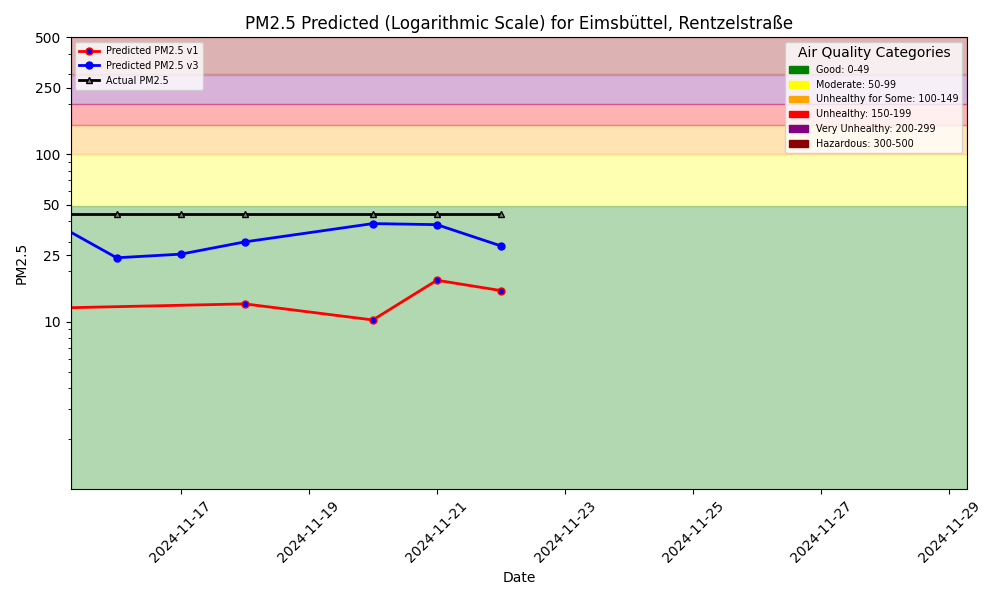 PM2.5 Predicted (Logarithmic Scale) for Eimsbüttel, Rentzelstraße
Predicted PM2.5 v1
Predicted PM2.5 v3
Actual PM2.5
Air Quality Categories
Good: 0-49
Moderate: 50-99
Unhealthy for Some: 100-149
Unhealthy: 150-199
Very Unhealthy: 200-299
Hazardous: 300-500
500
250
100
50
25
10
PM2.5
2024-11-17
2024-11-19
2024-11-21
2024-11-23
2024-11-25
2024-11-27
2024-11-29
Date